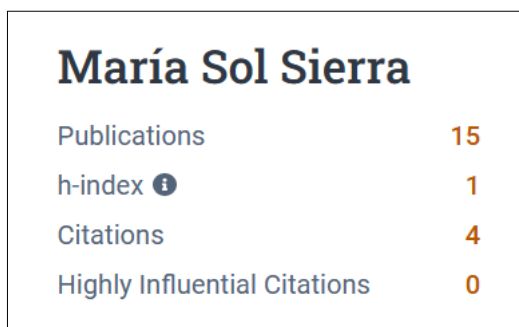 María Sol Sierra
Publications 15
h-index 1
Citations 4
Highly Influential Citations 0